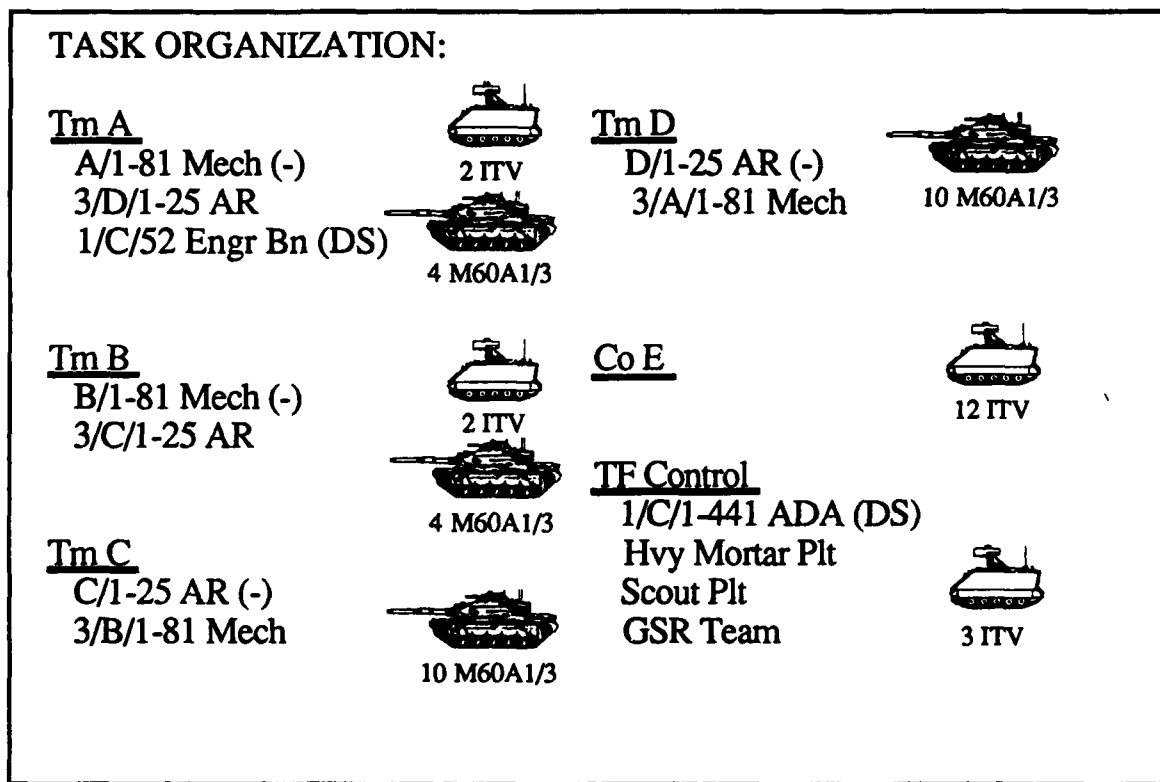 TASK ORGANIZATION:
Tm A
A/1-81 Mech (-)
3/D/1-25 AR
1/C/52 Engr Bn (DS)
2 ITV
4 M60A1/3
Tm B
B/1-81 Mech (-)
3/C/1-25 AR
2 ITV
4 M60A1/3
Tm C
C/1-25 AR (-)
3/B/1-81 Mech
10 M60A1/3
Tm D
D/1-25 AR (-)
3/A/1-81 Mech
10 M60A1/3
Co E
12 ITV
TF Control
1/C/1-441 ADA (DS)
Hvy Mortar Plt
Scout Plt
GSR Team
3 ITV